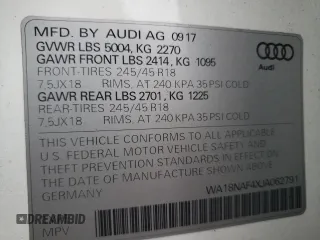 MFD. BY AUDI AG 09 17
GVWR LBS 5004, KG 2270
GAWR FRONT LBS 2414, KG 1095
FRONT-TIRES 245/45 R18
7,5JX18 RIMS, AT 240 KPA 35 PSI COLD
GAWR REAR LBS 2701, KG 1225
REAR-TIRES 245/45 R18
7,5JX18 RIMS, AT 240 KPA 35 PSI COLD
THIS VEHICLE CONFORMS TO ALL APPLICABLE
U.S. FEDERAL MOTOR VEHICLE SAFETY AND
THEFT PREVENTION STANDARDS IN EFFECT ON
THE DATE OF MANUFACTURE SHOWN ABOVE.
GERMANY
MPV
Audi
DREAMBID